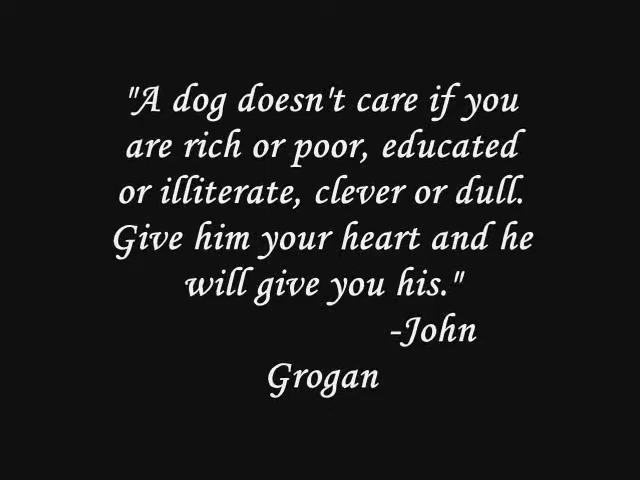 "A dog doesn't care if you
are rich or poor, educated
or illiterate, clever or dull.
Give him your heart and he
will give you his."
-John
Grogan